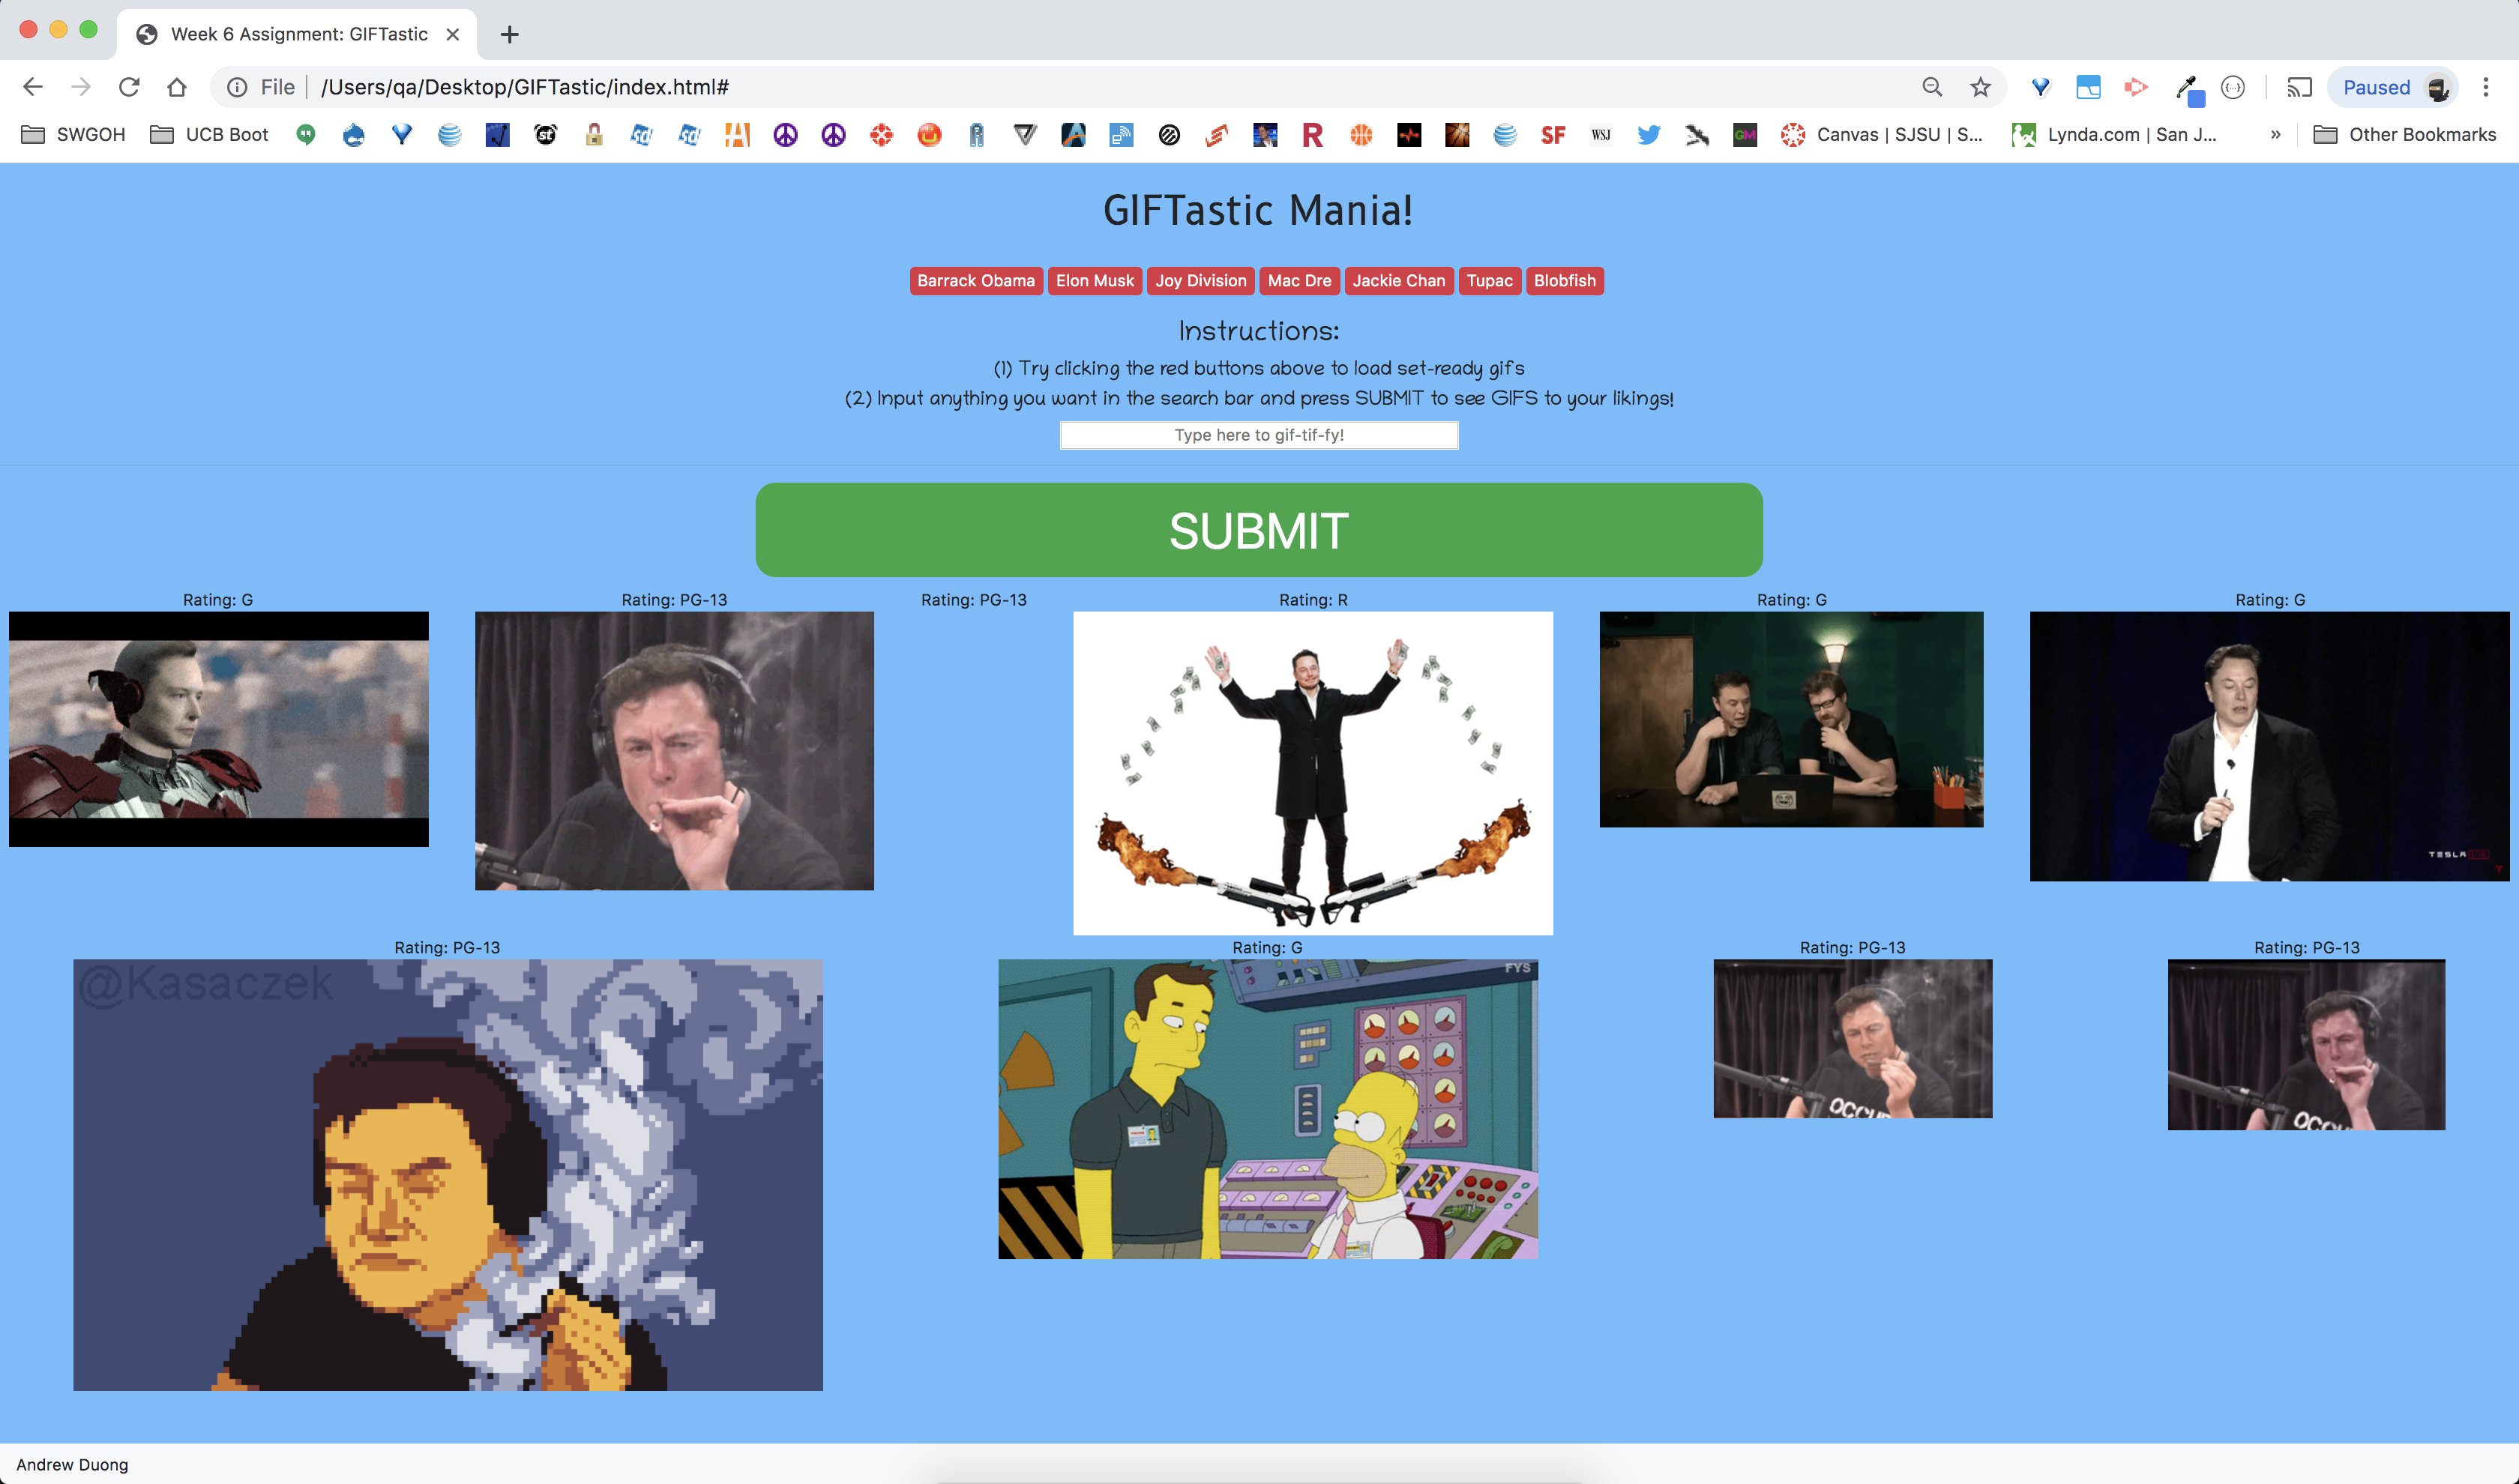 Week 6 Assignment: GIFTastic
File /Users/qa/Desktop/GIFTastic/index.html#
Paused
SWGOH UCB Boot SF WSJ GM Canvas | SJSU | S... Lynda.com | San J... » Other Bookmarks
GIFTastic Mania!
Barrack Obama Elon Musk Joy Division Mac Dre Jackie Chan Tupac Blobfish
Instructions:
(1) Try clicking the red buttons above to load set-ready gifs
(2) Input anything you want in the search bar and press SUBMIT to see GIFS to your likings!
Type here to gif-tif-fy!
SUBMIT
Rating: G Rating: PG-13 Rating: PG-13 Rating: R Rating: G Rating: G
TESLA
Rating: PG-13 Rating: G Rating: PG-13 Rating: PG-13
@Kasaczek
FYS
Andrew Duong